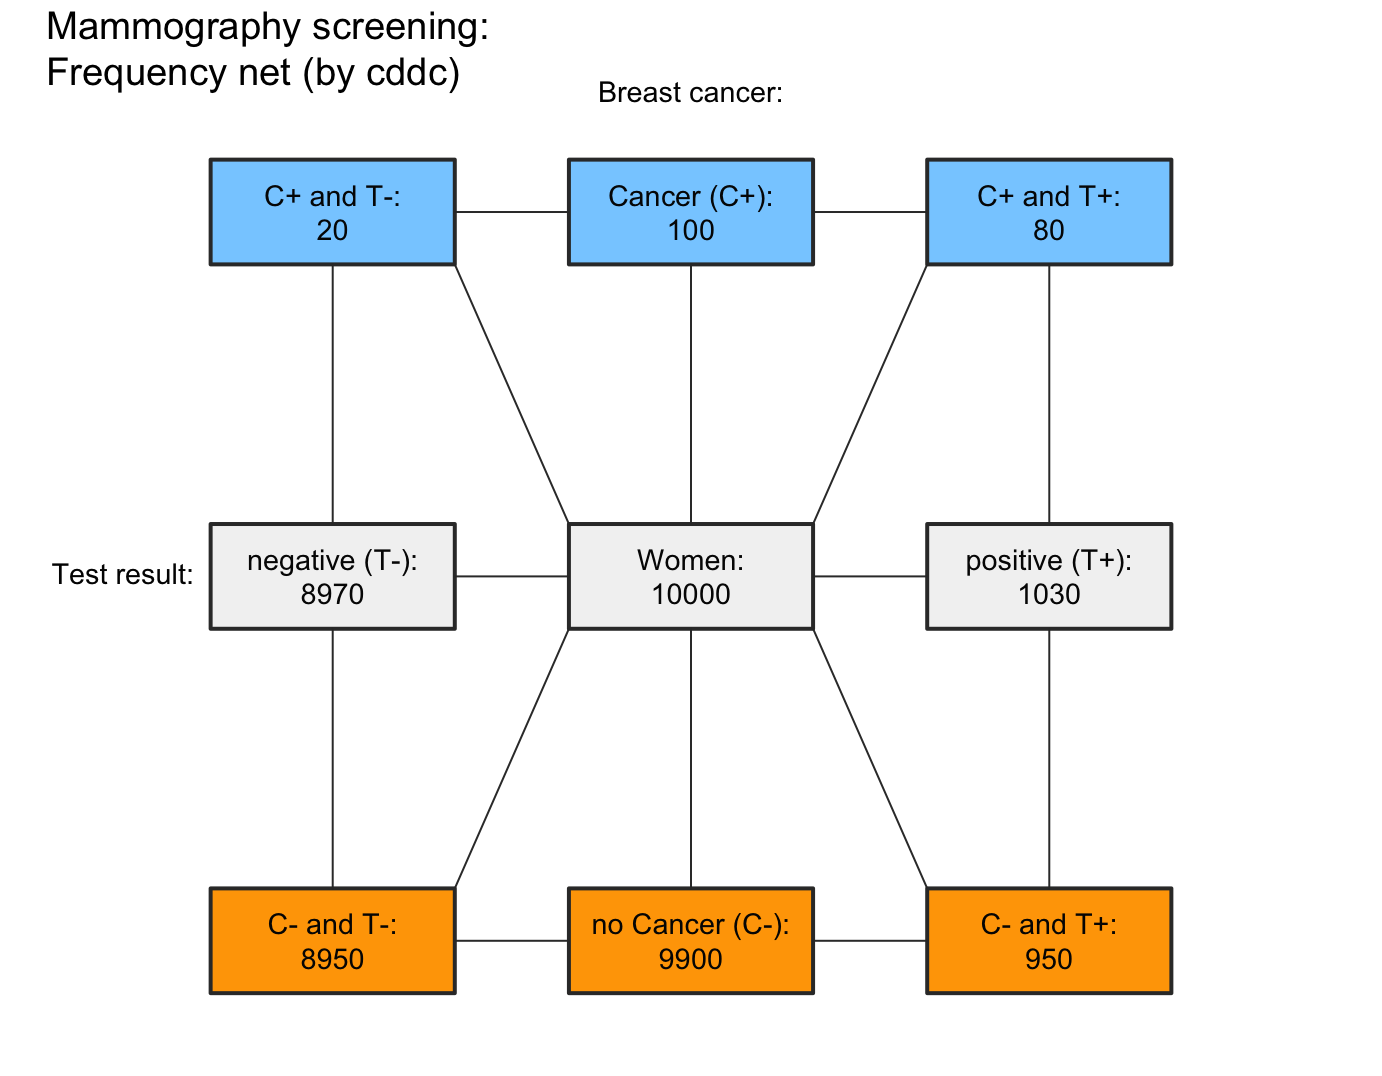 Mammography screening:
Frequency net (by cddc)
Breast cancer:
C+ and T-:
20
Cancer (C+):
100
C+ and T+:
80
Test result:
negative (T-):
8970
Women:
10000
positive (T+):
1030
C- and T-:
8950
no Cancer (C-):
9900
C- and T+:
950